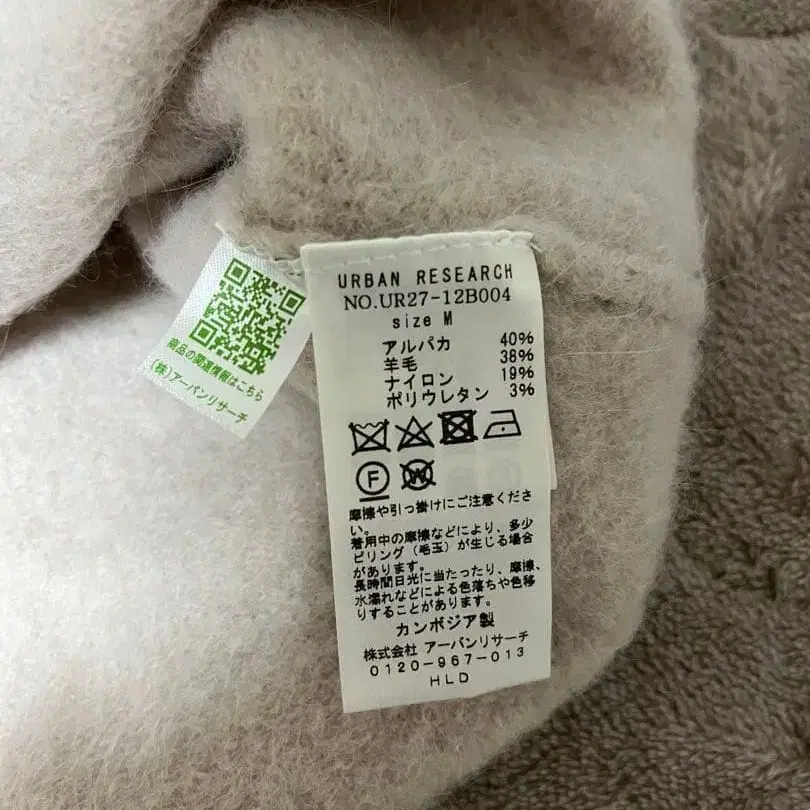 URBAN RESEARCH
NO.UR27-12B004
size M
アルパカ 40%
羊毛 38%
ナイロン 19%
ポリウレタン 3%
F
W
摩擦や引っ掛けにご注意くださ
い。
着用中の摩擦などにより、多少
ピリング(毛玉)が生じる場合
があります。
長時間日光に当たったり、摩擦、
水濡れなどによる色落ちや色移
りすることがあります。
カンボジア製
株式会社 アーバンリサーチ
0120-967-013
HLD
商品の関連情報はこちら
(株)アーバンリサーチ